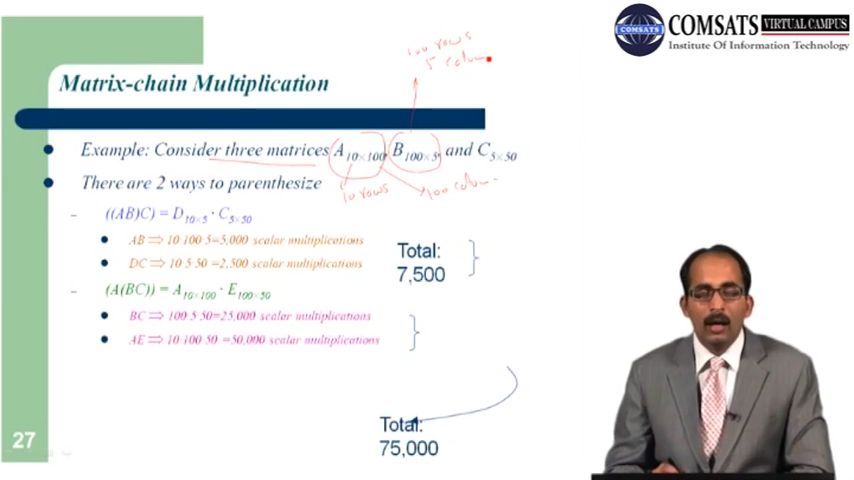 COMSATS VIRTUAL CAMPUS
Institute Of Information Technology
COMSATS
100 rows
5 colum
Matrix-chain Multiplication
Example: Consider three matrices A10×100, B100×5, and C5×50
There are 2 ways to parenthesize
10 rows
100 colum
– ((AB)C) = D10×5 · C5×50
AB ⟹ 10·100·5=5,000 scalar multiplications
DC ⟹ 10·5·50=2,500 scalar multiplications
Total:
7,500
– (A(BC)) = A10×100 · E100×50
BC ⟹ 100·5·50=25,000 scalar multiplications
AE ⟹ 10·100·50 =50,000 scalar multiplications
Total:
75,000
27